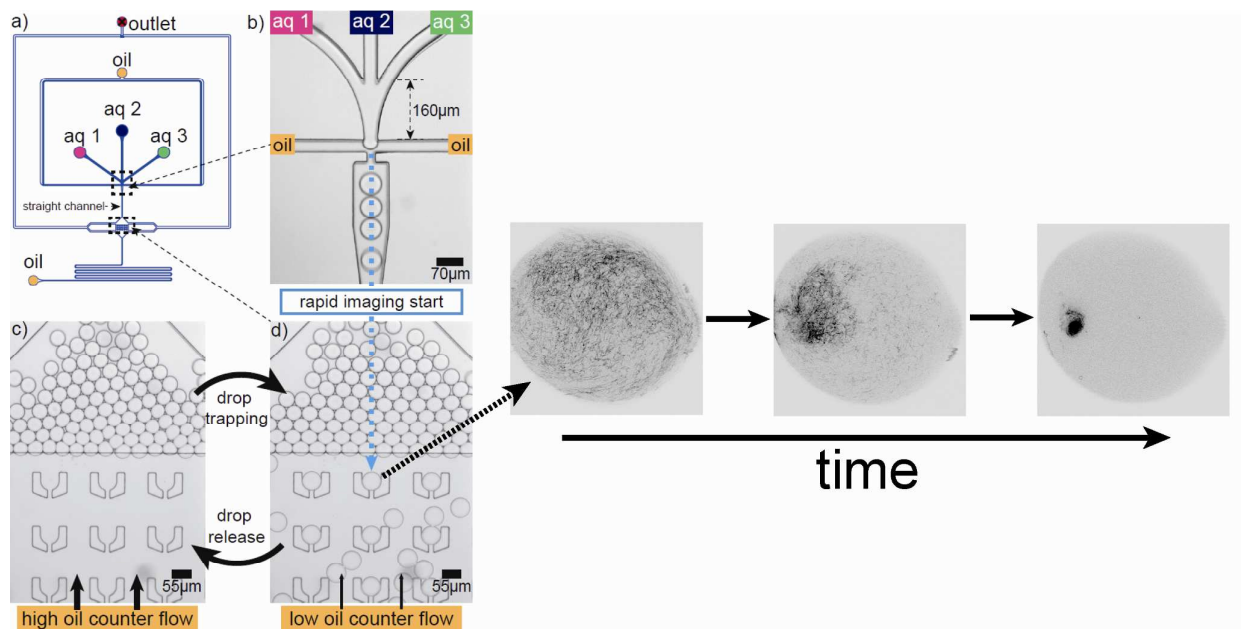 a)
outlet
oil
aq 2
aq 1
aq 3
straight channel
oil
b)
aq 1
aq 2
aq 3
160µm
oil
oil
70µm
rapid imaging start
c)
d)
drop
trapping
drop
release
55µm
55µm
high oil counter flow
low oil counter flow
time